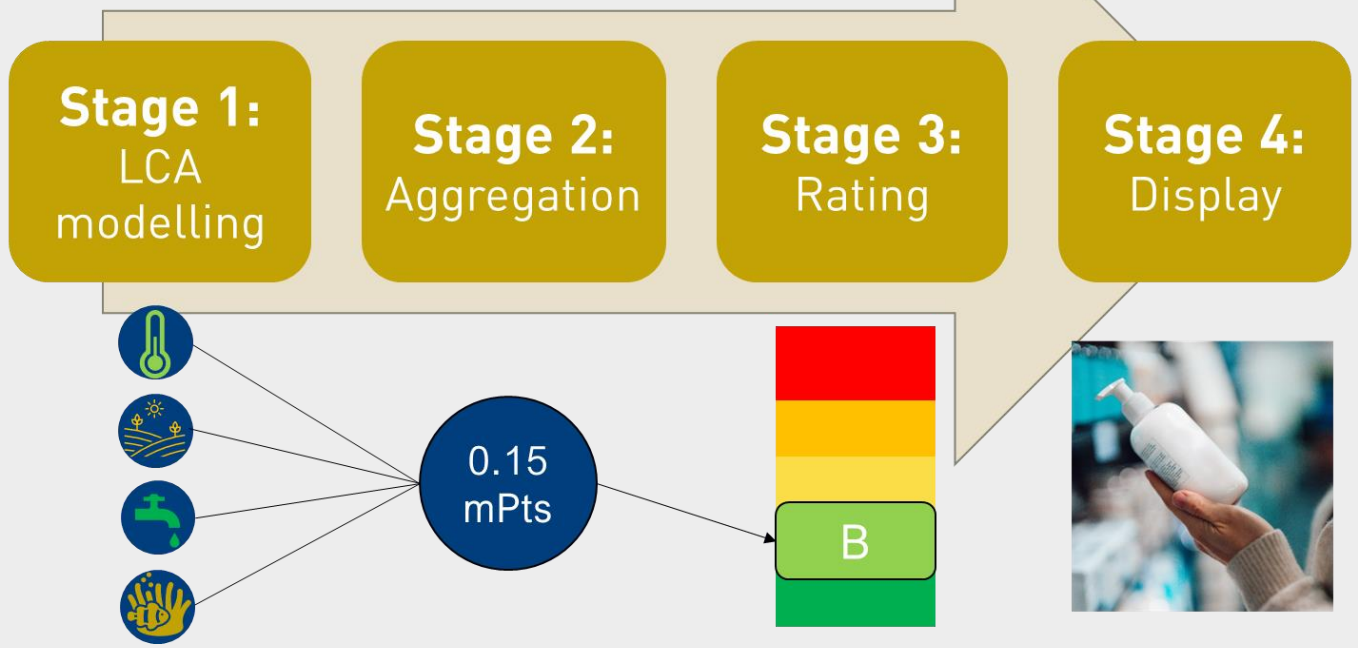 Stage 1:
LCA
modelling
Stage 2:
Aggregation
Stage 3:
Rating
Stage 4:
Display
0.15
mPts
B